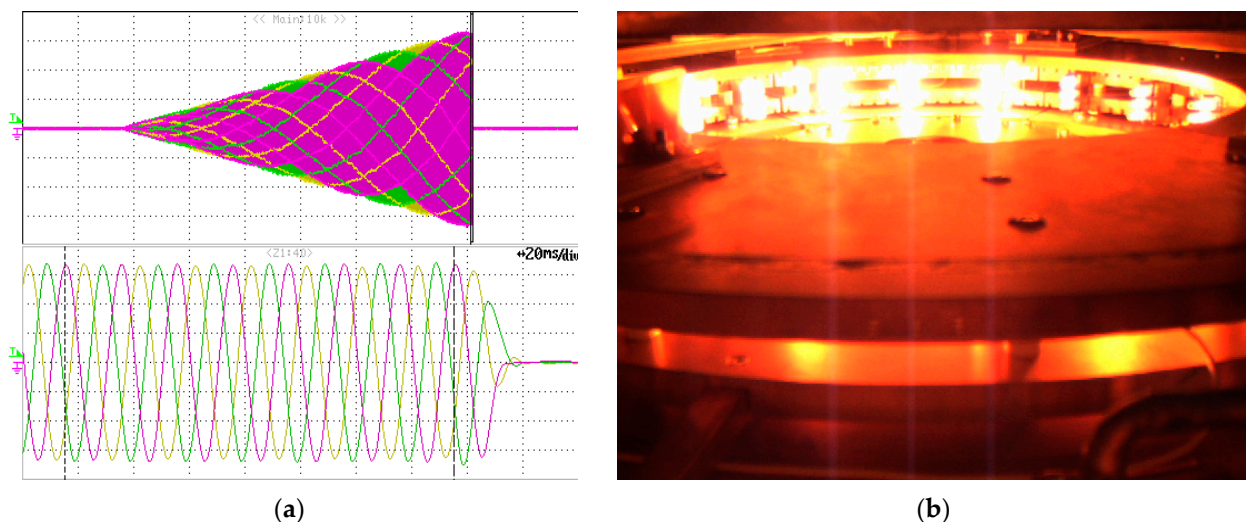 << Main:10k >>
T
<Z1:40>
↔20ms/div
T
(a)
(b)